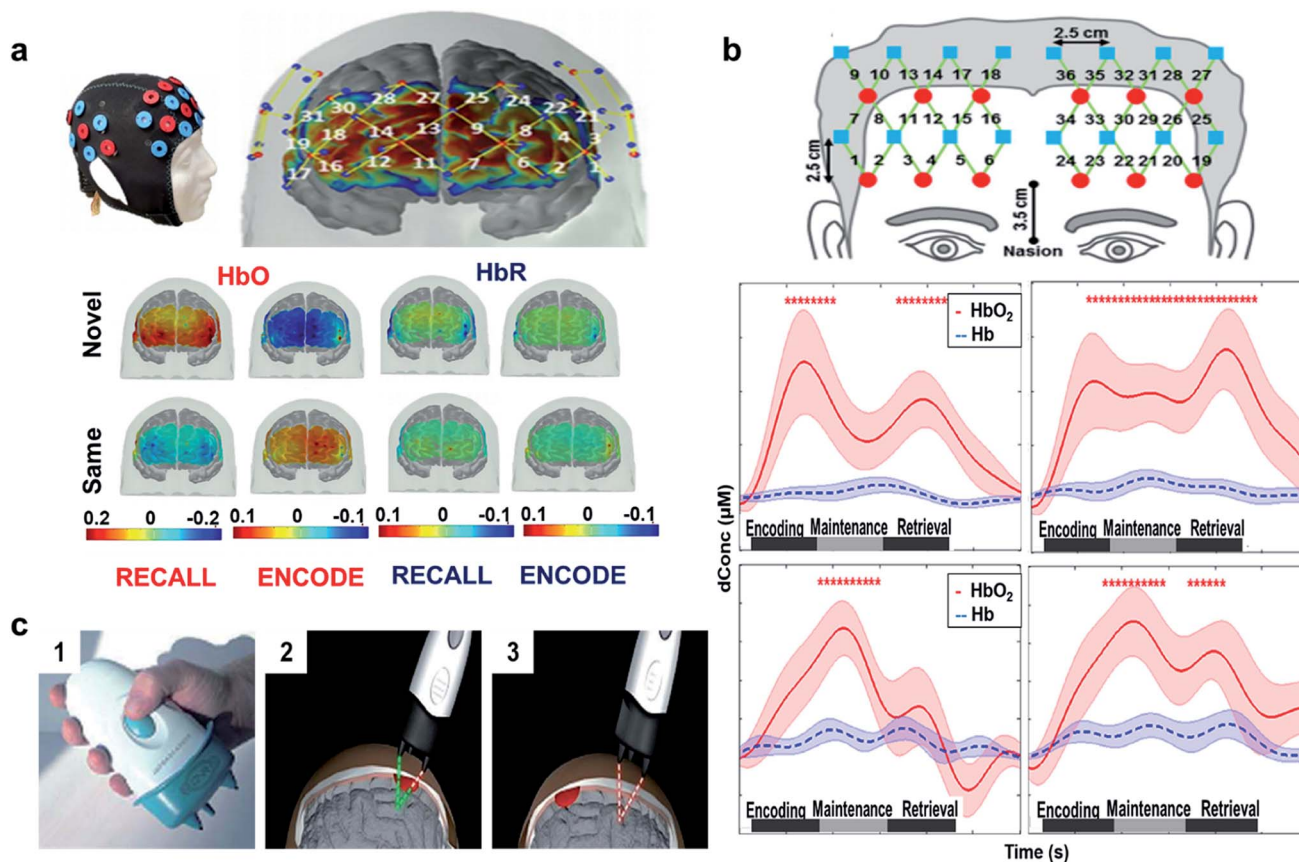 a
31
30
28
27
25
24
22
21
19
18
14
13
9
8
4
3
17
16
12
11
7
6
2
1
HbO
HbR
Novel
Same
0.2 0 -0.2
0.1 0 -0.1
0.1 0 -0.1
RECALL
ENCODE
RECALL
ENCODE
b
2.5 cm
9 10 13 14 17 18 36 35 32 31 28 27
7 8 11 12 15 16 34 33 30 29 26 25
1 2 3 4 5 6 24 23 22 21 20 19
2.5 cm
3.5 cm
Nasion
******** ********
HbO2
Hb
Encoding Maintenance Retrieval
HbO2
Hb
Encoding Maintenance Retrieval
dConc (µM)
Encoding Maintenance Retrieval
Encoding Maintenance Retrieval
Time (s)
c
1
2
3